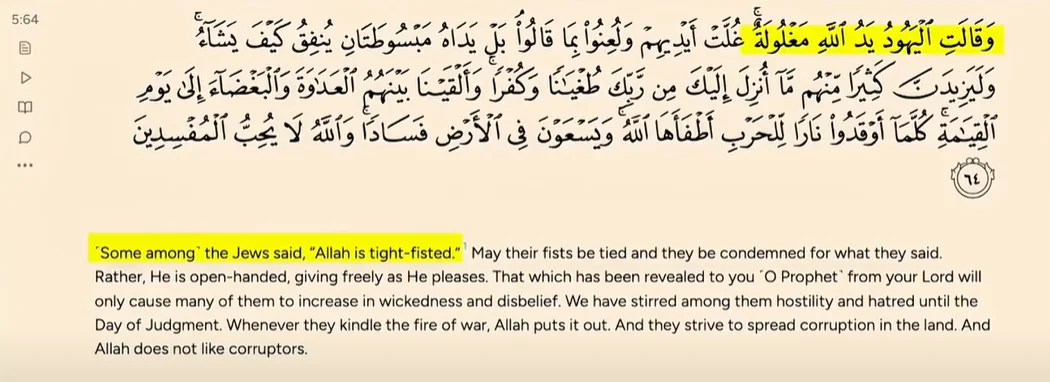 5:64
وَقَالَتِ ٱلْيَهُودُ يَدُ ٱللَّهِ مَغْلُولَةٌ ۚ غُلَّتْ أَيْدِيهِمْ وَلُعِنُوا۟ بِمَا قَالُوا۟ ۘ بَلْ يَدَاهُ مَبْسُوطَتَانِ يُنفِقُ كَيْفَ يَشَآءُ ۚ
وَلَيَزِيدَنَّ كَثِيرًا مِّنْهُم مَّآ أُنزِلَ إِلَيْكَ مِن رَّبِّكَ طُغْيَـٰنًا وَكُفْرًا ۚ وَأَلْقَيْنَا بَيْنَهُمُ ٱلْعَدَٰوَةَ وَٱلْبَغْضَآءَ إِلَىٰ يَوْمِ
ٱلْقِيَـٰمَةِ ۚ كُلَّمَآ أَوْقَدُوا۟ نَارًا لِّلْحَرْبِ أَطْفَأَهَا ٱللَّهُ ۚ وَيَسْعَوْنَ فِى ٱلْأَرْضِ فَسَادًا ۚ وَٱللَّهُ لَا يُحِبُّ ٱلْمُفْسِدِينَ
٦٤
˹Some among˺ the Jews said, “Allah is tight-fisted.”¹ May their fists be tied and they be condemned for what they said.
Rather, He is open-handed, giving freely as He pleases. That which has been revealed to you ˹O Prophet˺ from your Lord will
only cause many of them to increase in wickedness and disbelief. We have stirred among them hostility and hatred until the
Day of Judgment. Whenever they kindle the fire of war, Allah puts it out. And they strive to spread corruption in the land. And
Allah does not like corruptors.